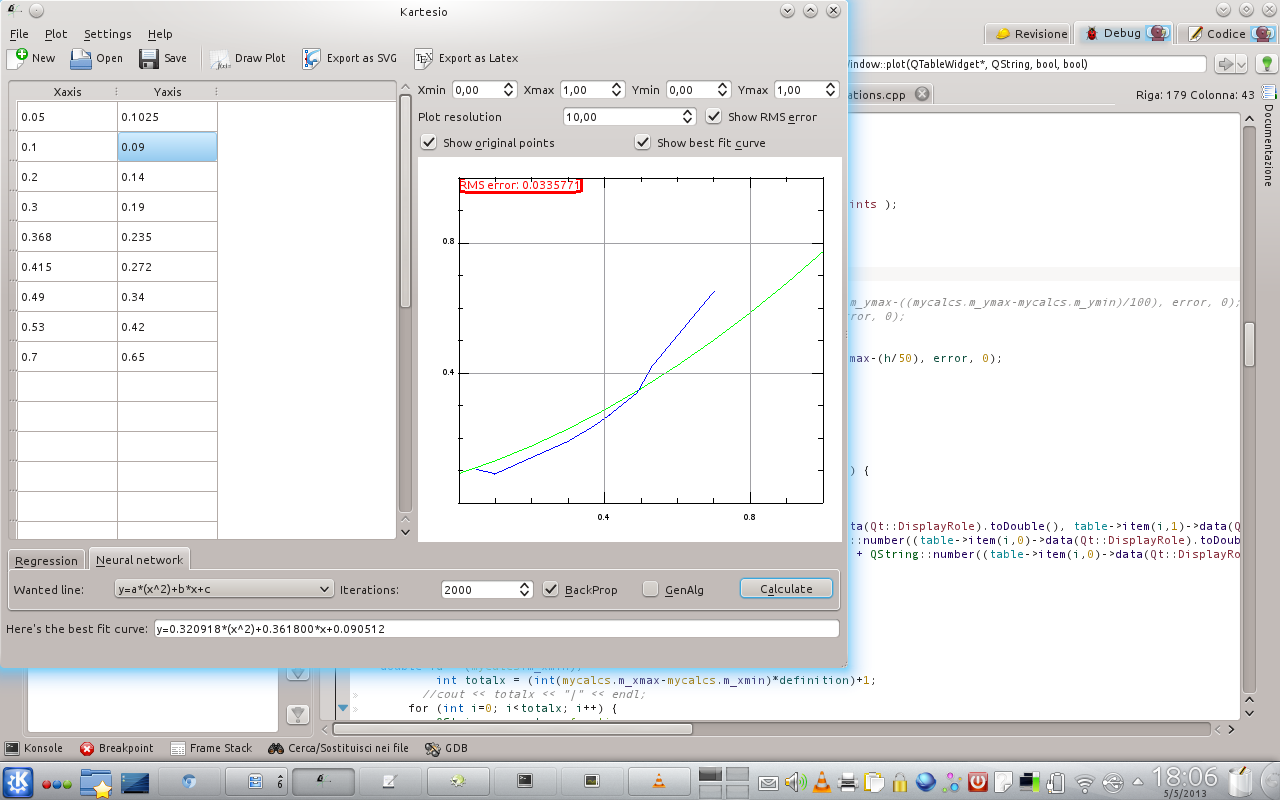 Kartesio
File Plot Settings Help
New Open Save Draw Plot Export as SVG Export as Latex
Xaxis Yaxis
0.05 0.1025
0.1 0.09
0.2 0.14
0.3 0.19
0.368 0.235
0.415 0.272
0.49 0.34
0.53 0.42
0.7 0.65
Xmin 0,00 Xmax 1,00 Ymin 0,00 Ymax 1,00
Plot resolution 10,00 Show RMS error
Show original points Show best fit curve
RMS error: 0.0335771
0.8
0.4
0.4 0.8
Regression Neural network
Wanted line: y=a*(x^2)+b*x+c Iterations: 2000 BackProp GenAlg Calculate
Here's the best fit curve: y=0.320918*(x^2)+0.361800*x+0.090512
Revisione Debug Codice
indow::plot(QTableWidget*, QString, bool, bool)
ations.cpp Riga: 179 Colonna: 43
Documentazione
ints );
m_ymax-((mycalcs.m_ymax-mycalcs.m_ymin)/100), error, 0);
ror, 0);
max-(h/50), error, 0);
) {
ata(Qt::DisplayRole).toDouble(), table->item(i,1)->data(Q
::number((table->item(i,0)->data(Qt::DisplayRole).toDoub
+ QString::number((table->item(i,0)->data(Qt::DisplayRo
int totalx = (int(mycalcs.m_xmax-mycalcs.m_xmin)*definition)+1;
//cout << totalx << "|" << endl;
for (int i=0; i<totalx; i++) {
Konsole Breakpoint Frame Stack Cerca/Sostituisci nei file GDB
6
18:06
5/5/2013